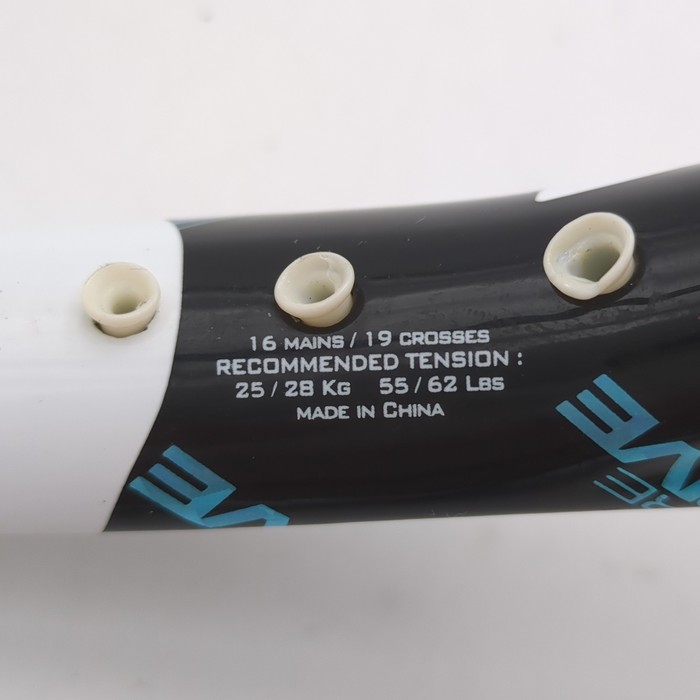 16 MAINS / 19 CROSSES
RECOMMENDED TENSION :
25 / 28 KG 55 / 62 LBS
MADE IN CHINA